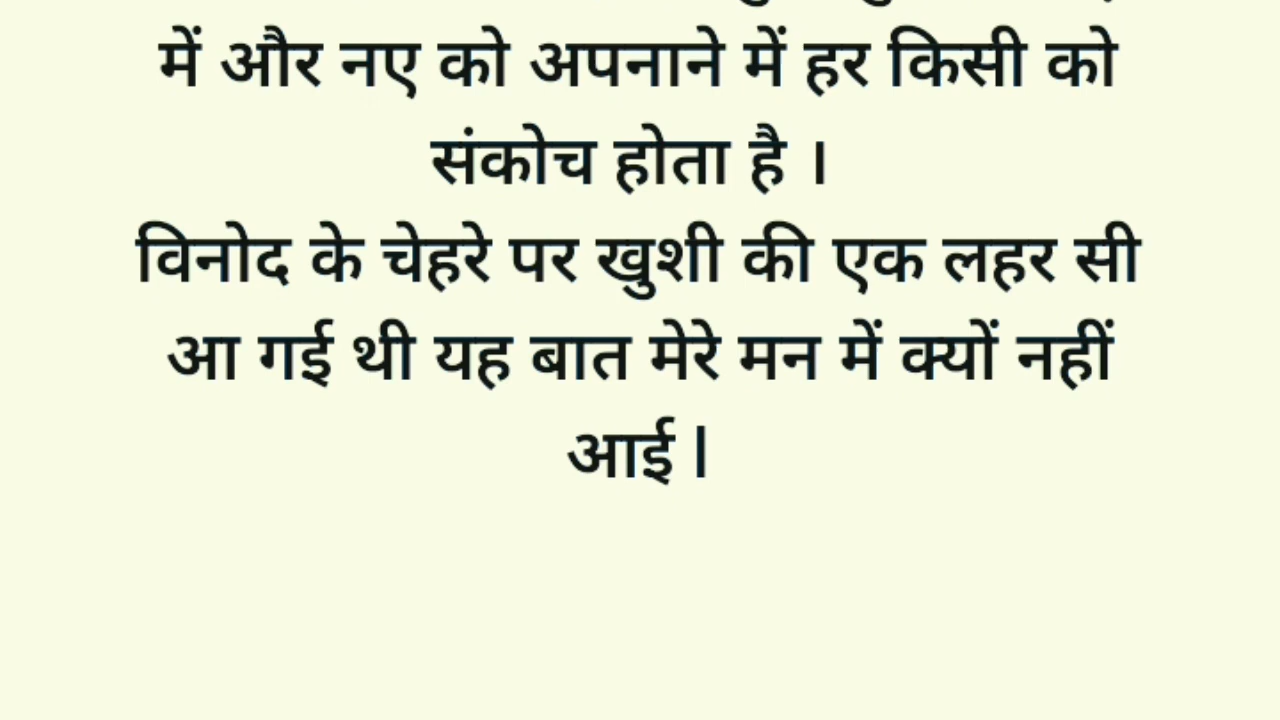 में और नए को अपनाने में हर किसी को
संकोच होता है ।
विनोद के चेहरे पर खुशी की एक लहर सी
आ गई थी यह बात मेरे मन में क्यों नहीं
आई l